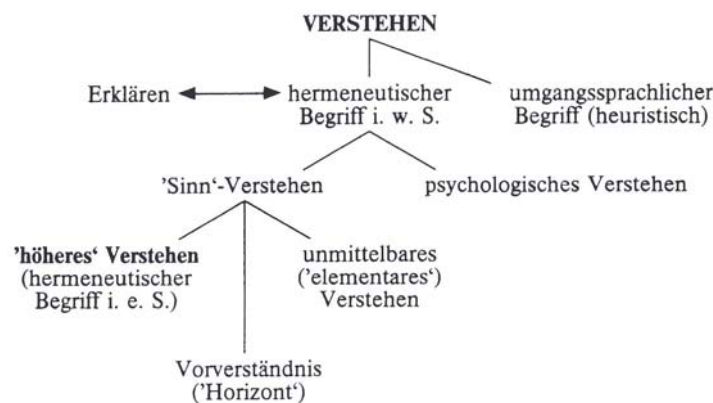 VERSTEHEN
Erklären
hermeneutischer
Begriff i. w. S.
umgangssprachlicher
Begriff (heuristisch)
’Sinn‘-Verstehen
psychologisches Verstehen
’höheres‘ Verstehen
(hermeneutischer
Begriff i. e. S.)
unmittelbares
(’elementares‘)
Verstehen
Vorverständnis
(’Horizont‘)